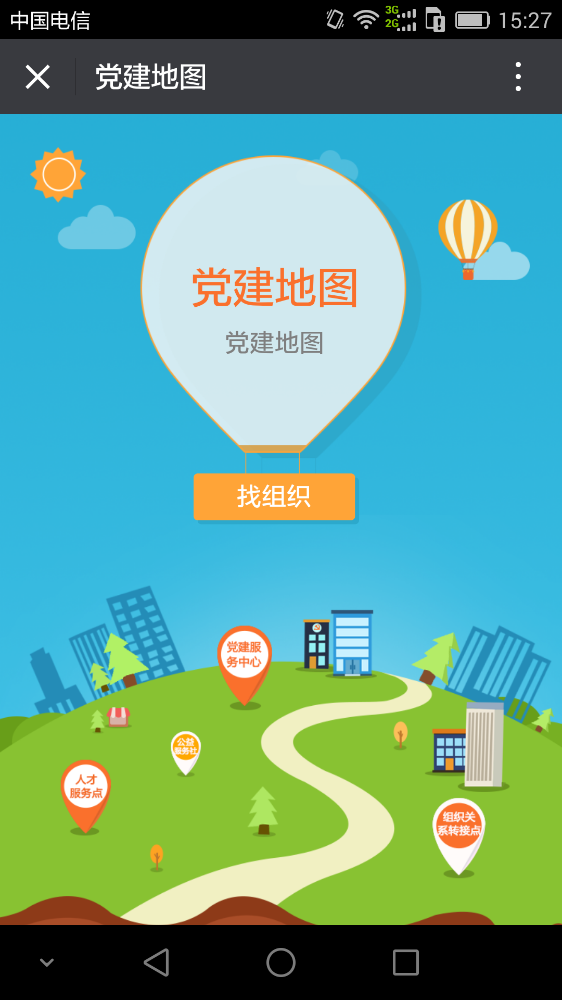 中国电信
3G
2G
15:27
党建地图
党建地图
党建地图
找组织
党建服
务中心
公益
服务社
人才
服务点
组织关
系转接点